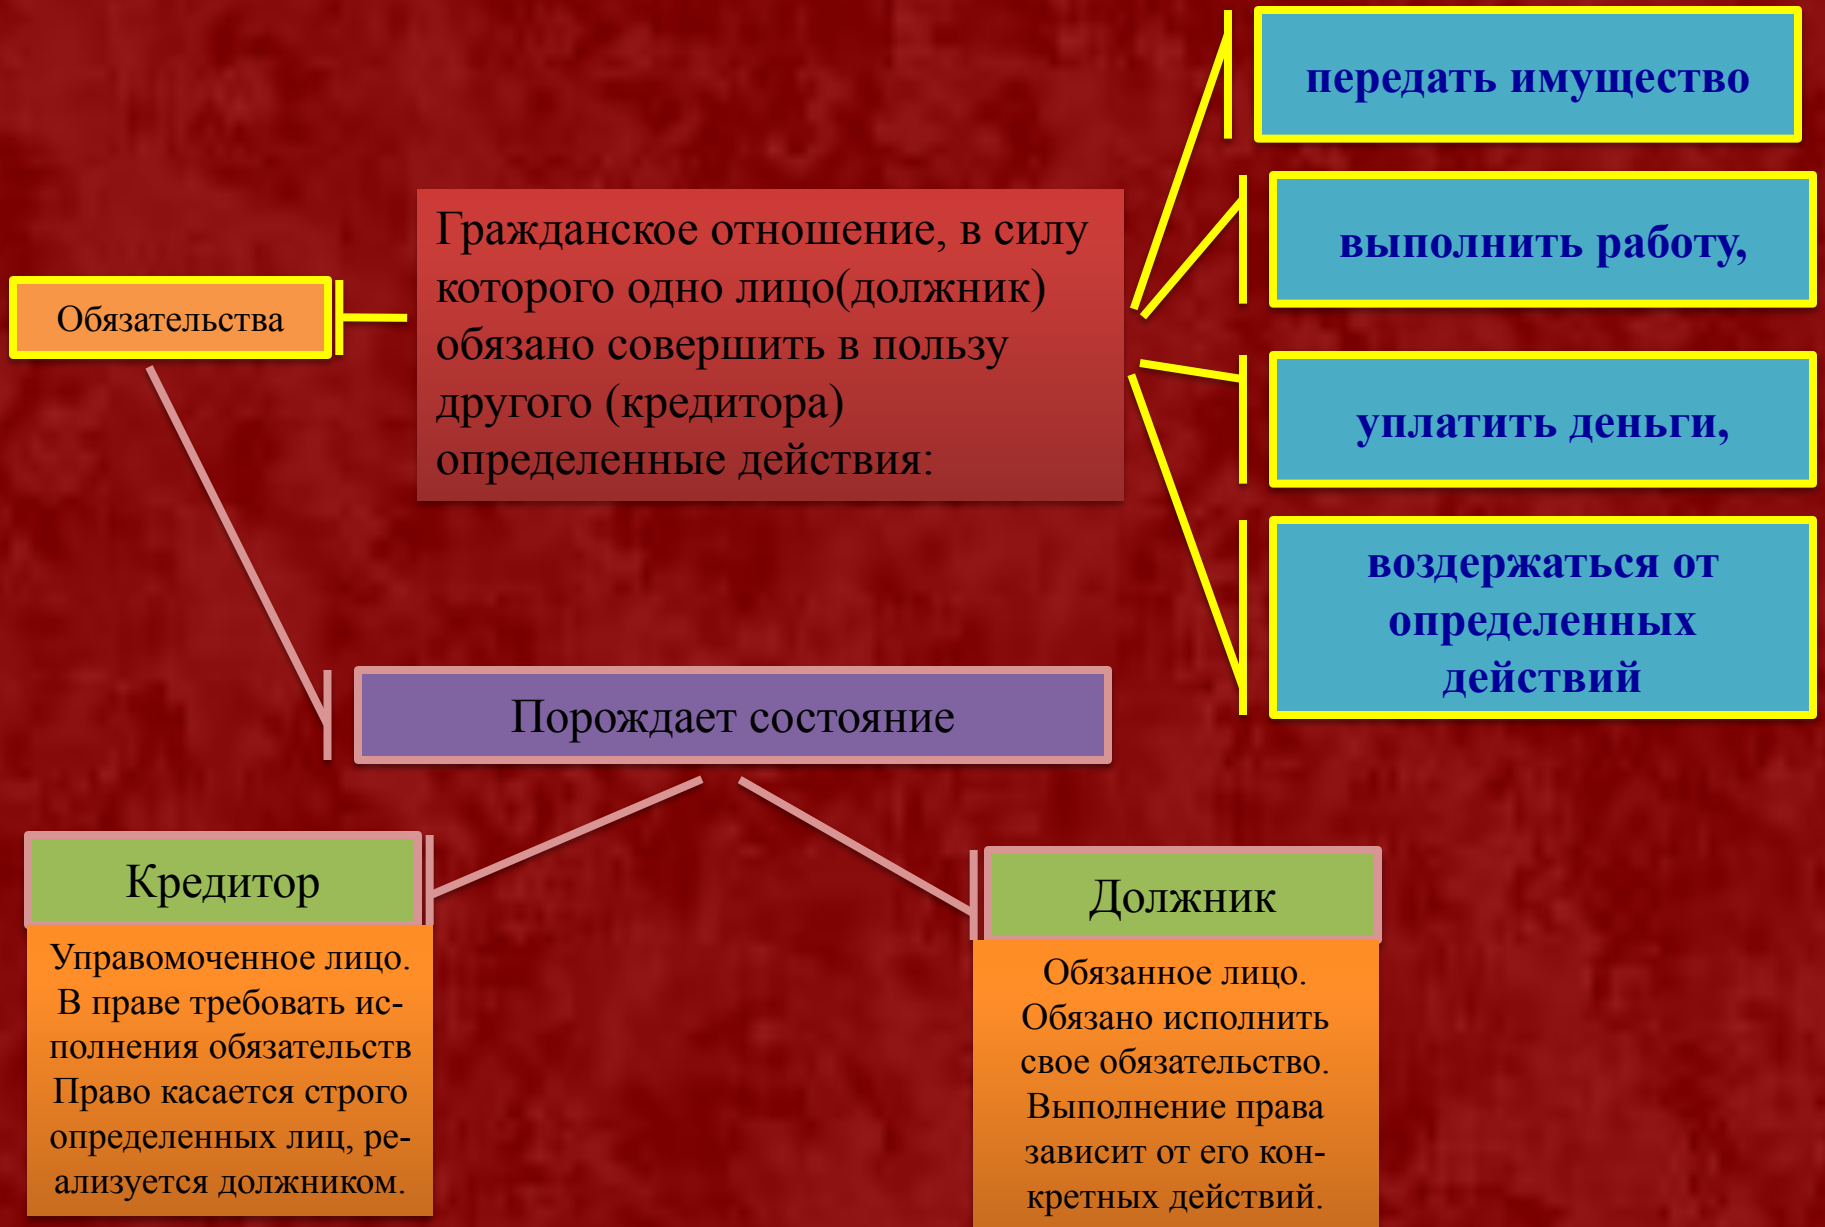 Обязательства
Гражданское отношение, в силу
которого одно лицо(должник)
обязано совершить в пользу
другого (кредитора)
определенные действия:
передать имущество
выполнить работу,
уплатить деньги,
воздержаться от
определенных
действий
Порождает состояние
Кредитор
Управомоченное лицо.
В праве требовать ис-
полнения обязательств
Право касается строго
определенных лиц, ре-
ализуется должником.
Должник
Обязанное лицо.
Обязано исполнить
свое обязательство.
Выполнение права
зависит от его кон-
кретных действий.